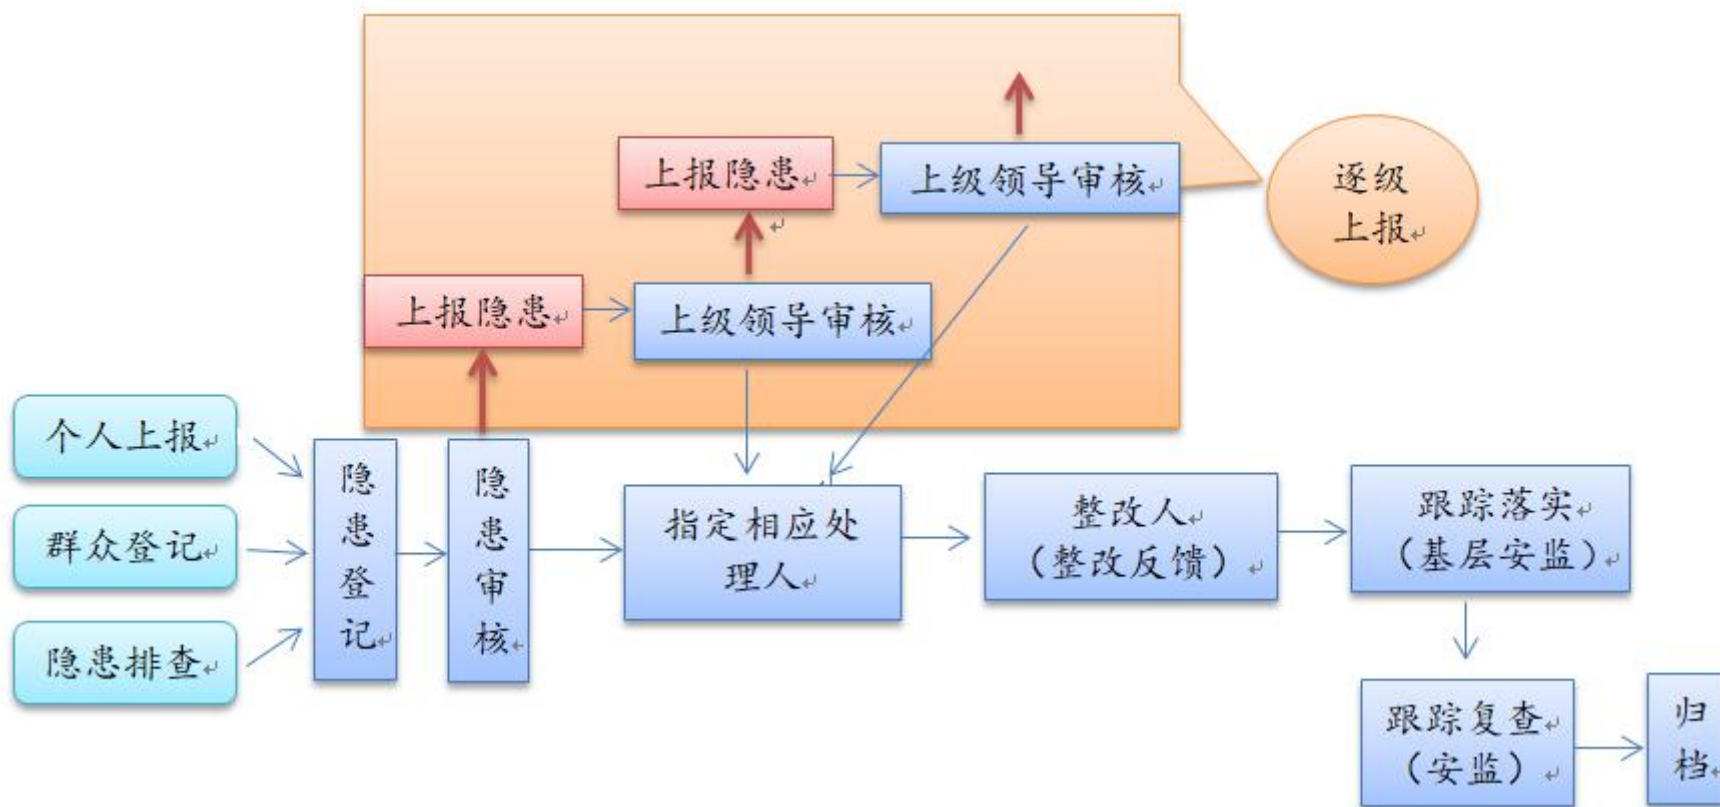 上报隐患
上级领导审核
逐级
上报
上报隐患
上级领导审核
个人上报
群众登记
隐患排查
隐患登记
隐患审核
指定相应处
理人
整改人
（整改反馈）
跟踪落实
（基层安监）
跟踪复查
（安监）
归
档